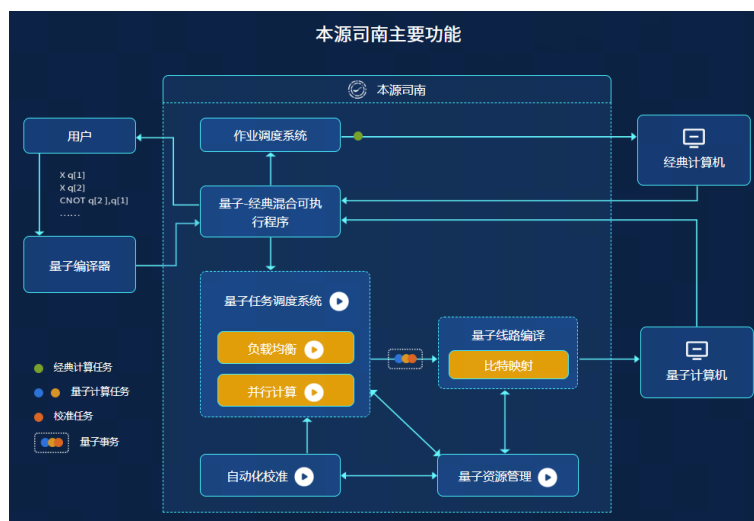 本源司南主要功能
本源司南
用户
作业调度系统
经典计算机
X q[1]
X q[2]
CNOT q[2 ],q[1]
......
量子-经典混合可执
行程序
量子编译器
量子任务调度系统
负载均衡
并行计算
量子线路编译
比特映射
量子计算机
经典计算任务
量子计算任务
校准任务
量子事务
自动化校准
量子资源管理